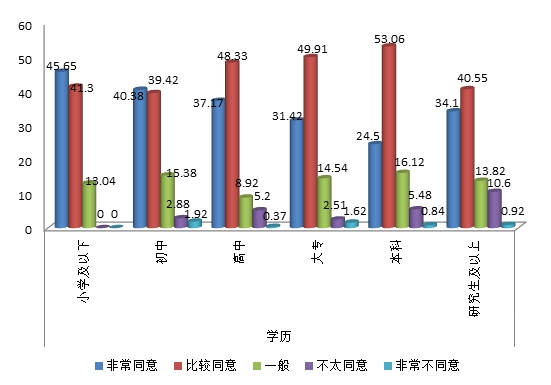 60
50
40
30
20
10
0
45.65 41.3 13.04 0 0
40.38 39.42 15.38 2.88 1.92
37.17 48.33 8.92 5.2 0.37
31.42 49.91 14.54 2.51 1.62
24.5 53.06 16.12 5.48 0.84
34.1 40.55 13.82 10.6 0.92
小学及以下
初中
高中
大专
本科
研究生及以上
学历
非常同意 比较同意 一般 不太同意 非常不同意